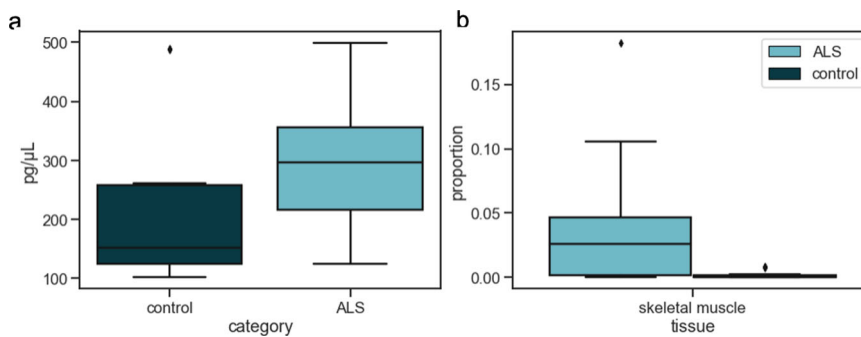 a
500
400
300
200
100
pg/μL
control
ALS
category
b
0.15
0.10
0.05
0.00
proportion
ALS
control
skeletal muscle
tissue